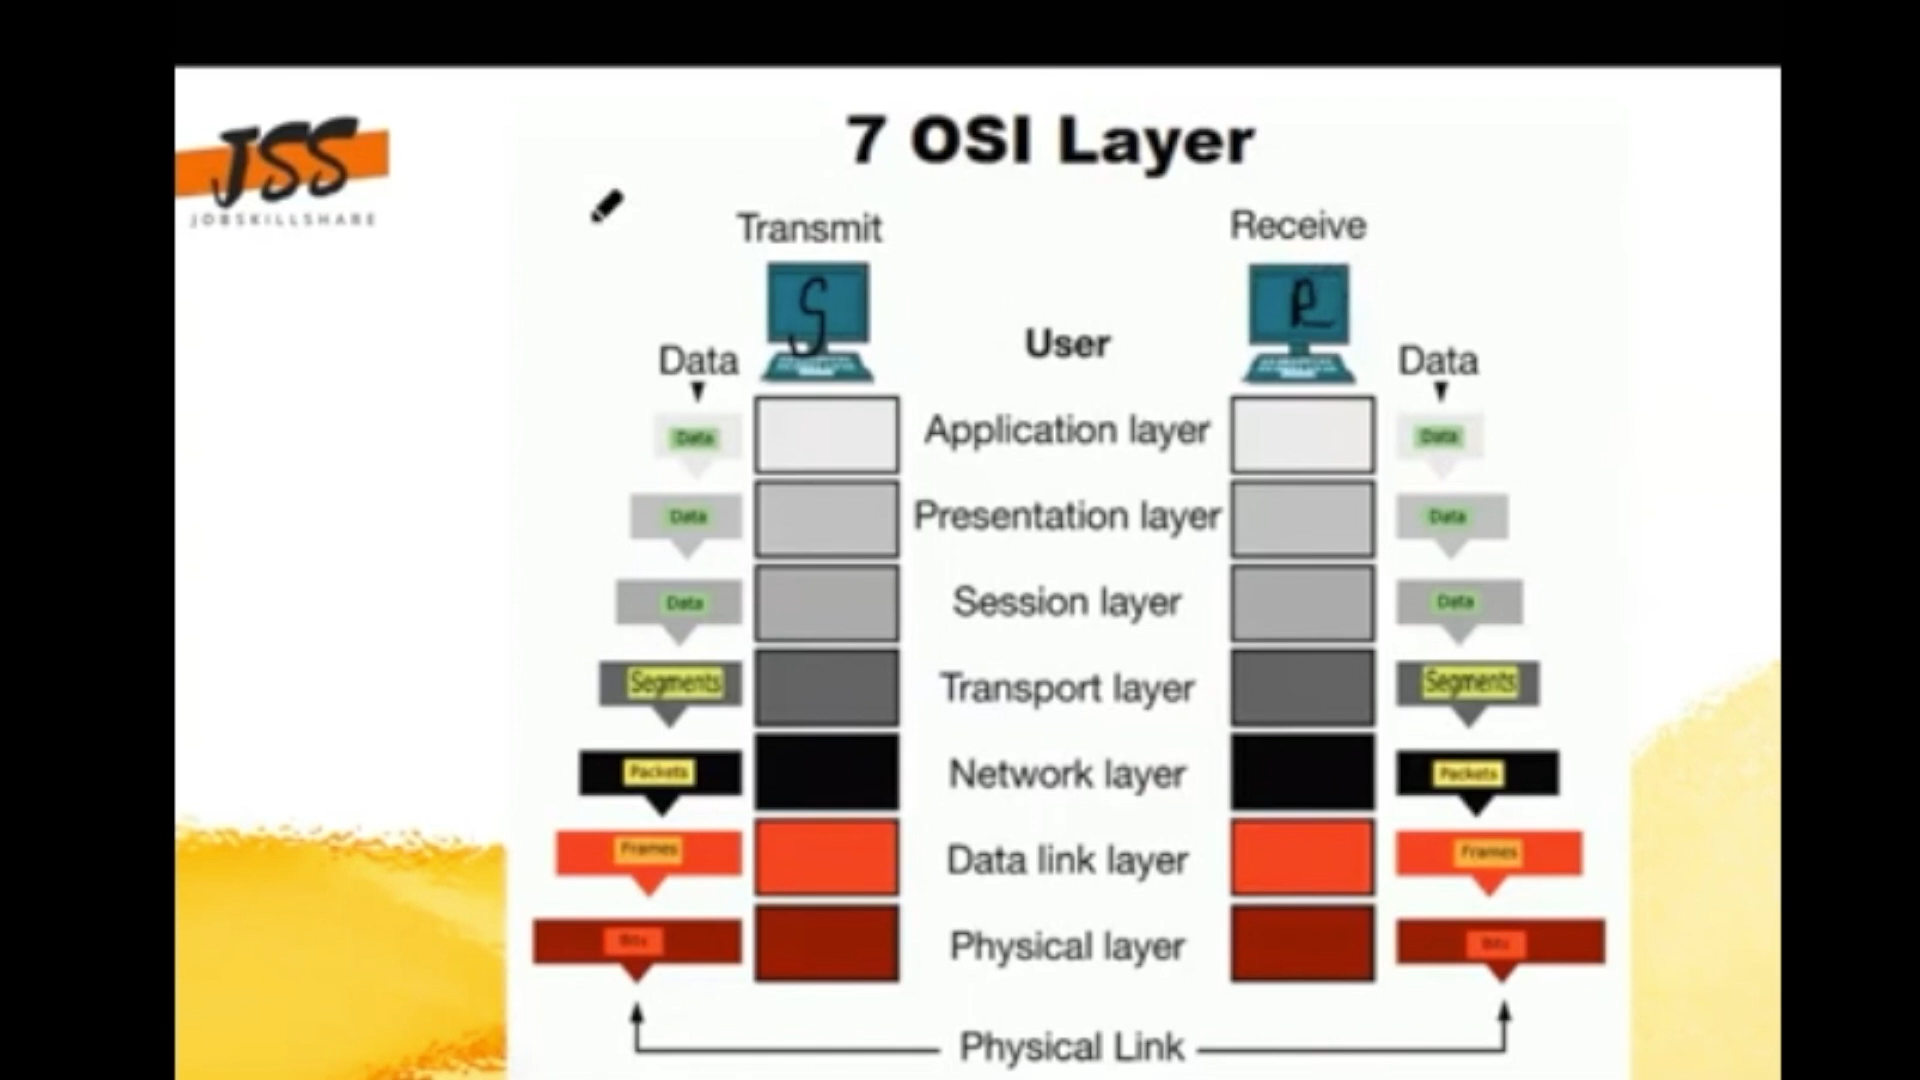 JSS
JOBSKILLSHARE
7 OSI Layer
Transmit
Receive
S
R
User
Data
Data
Data
Application layer
Data
Data
Presentation layer
Data
Data
Session layer
Data
Segments
Transport layer
Segments
Packets
Network layer
Packets
Frames
Data link layer
Frames
Bits
Physical layer
Bits
Physical Link